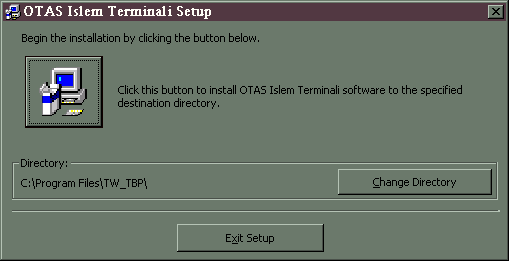 OTAS Islem Terminali Setup
Begin the installation by clicking the button below.
Click this button to install OTAS Islem Terminali software to the specified
destination directory.
Directory:
C:\Program Files\TW_TBP\
Change Directory
Exit Setup